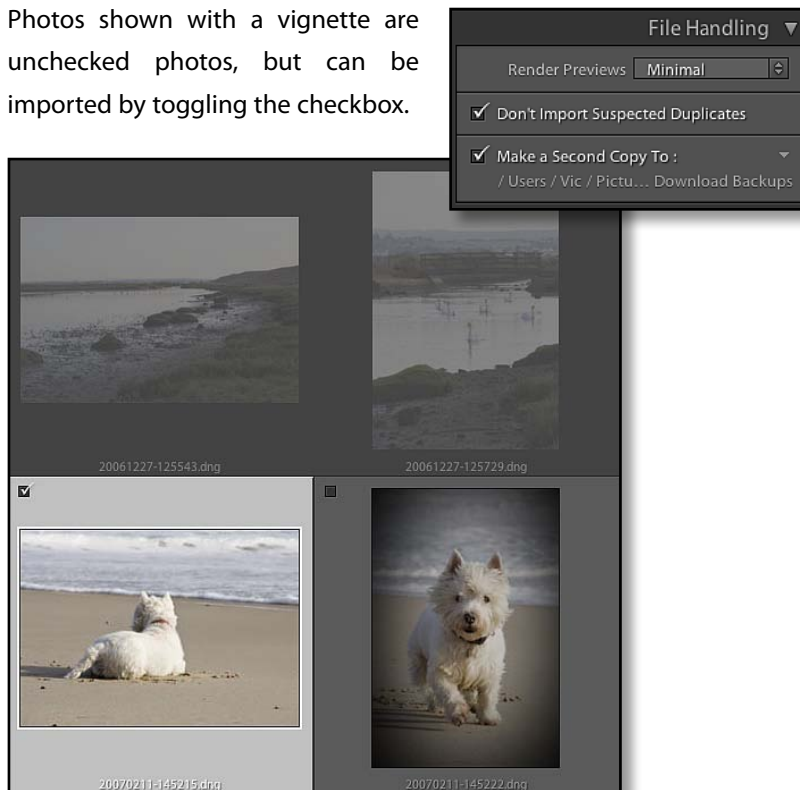 Photos shown with a vignette are
unchecked photos, but can be
imported by toggling the checkbox.
File Handling
Render Previews Minimal
Don't Import Suspected Duplicates
Make a Second Copy To :
/ Users / Vic / Pictu... Download Backups
20061227-125543.dng
20061227-125729.dng
20070211-145215.dng
20070211-145222.dng